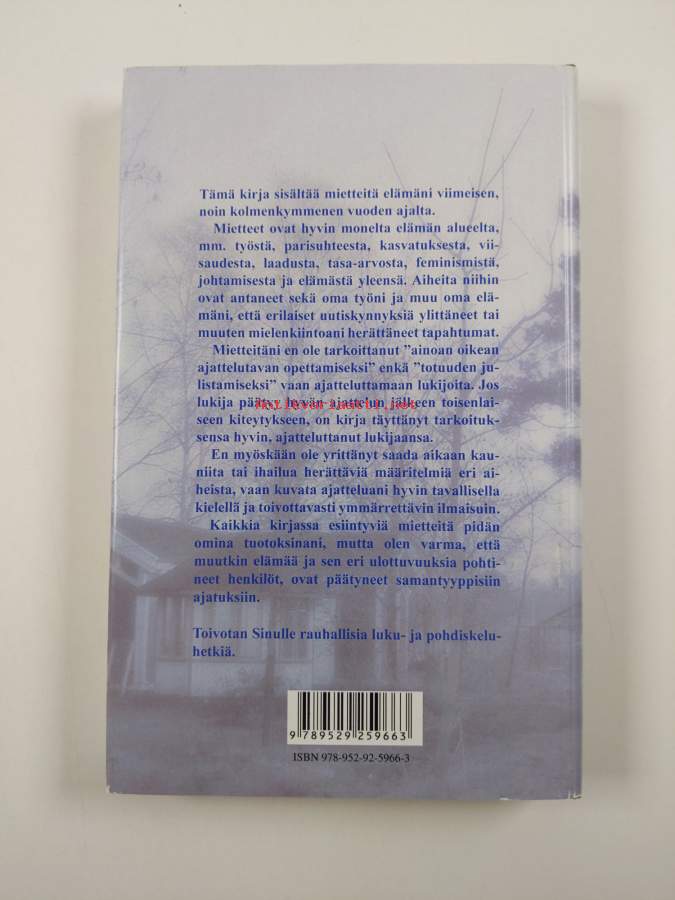 Tämä kirja sisältää mietteitä elämäni viimeisen,
noin kolmenkymmenen vuoden ajalta.
Mietteet ovat hyvin monelta elämän alueelta,
mm. työstä, parisuhteesta, kasvatuksesta, vii-
saudesta, laadusta, tasa-arvosta, feminismistä,
johtamisesta ja elämästä yleensä. Aiheita niihin
ovat antaneet sekä oma työni ja muu oma elä-
mäni, että erilaiset uutiskynnyksiä ylittäneet tai
muuten mielenkiintoani herättäneet tapahtumat.
Mietteitäni en ole tarkoittanut ”ainoan oikean
ajattelutavan opettamiseksi” enkä ”totuuden ju-
listamiseksi” vaan ajatteluttamaan lukijoita. Jos
lukija päätyy hyvän ajattelun jälkeen toisenlai-
seen kiteytykseen, on kirja täyttänyt tarkoituk-
sensa hyvin, ajatteluttanut lukijaansa.
En myöskään ole yrittänyt saada aikaan kau-
niita tai ihailua herättäviä määritelmiä eri ai-
heista, vaan kuvata ajatteluani hyvin tavallisella
kielellä ja toivottavasti ymmärrettävin ilmaisuin.
Kaikkia kirjassa esiintyviä mietteitä pidän
omina tuotoksinani, mutta olen varma, että
muutkin elämää ja sen eri ulottuvuuksia pohti-
neet henkilöt, ovat päätyneet samantyyppisiin
ajatuksiin.
Toivotan Sinulle rauhallisia luku- ja pohdiskelu-
hetkiä.
9 789529 259663
ISBN 978-952-92-5966-3